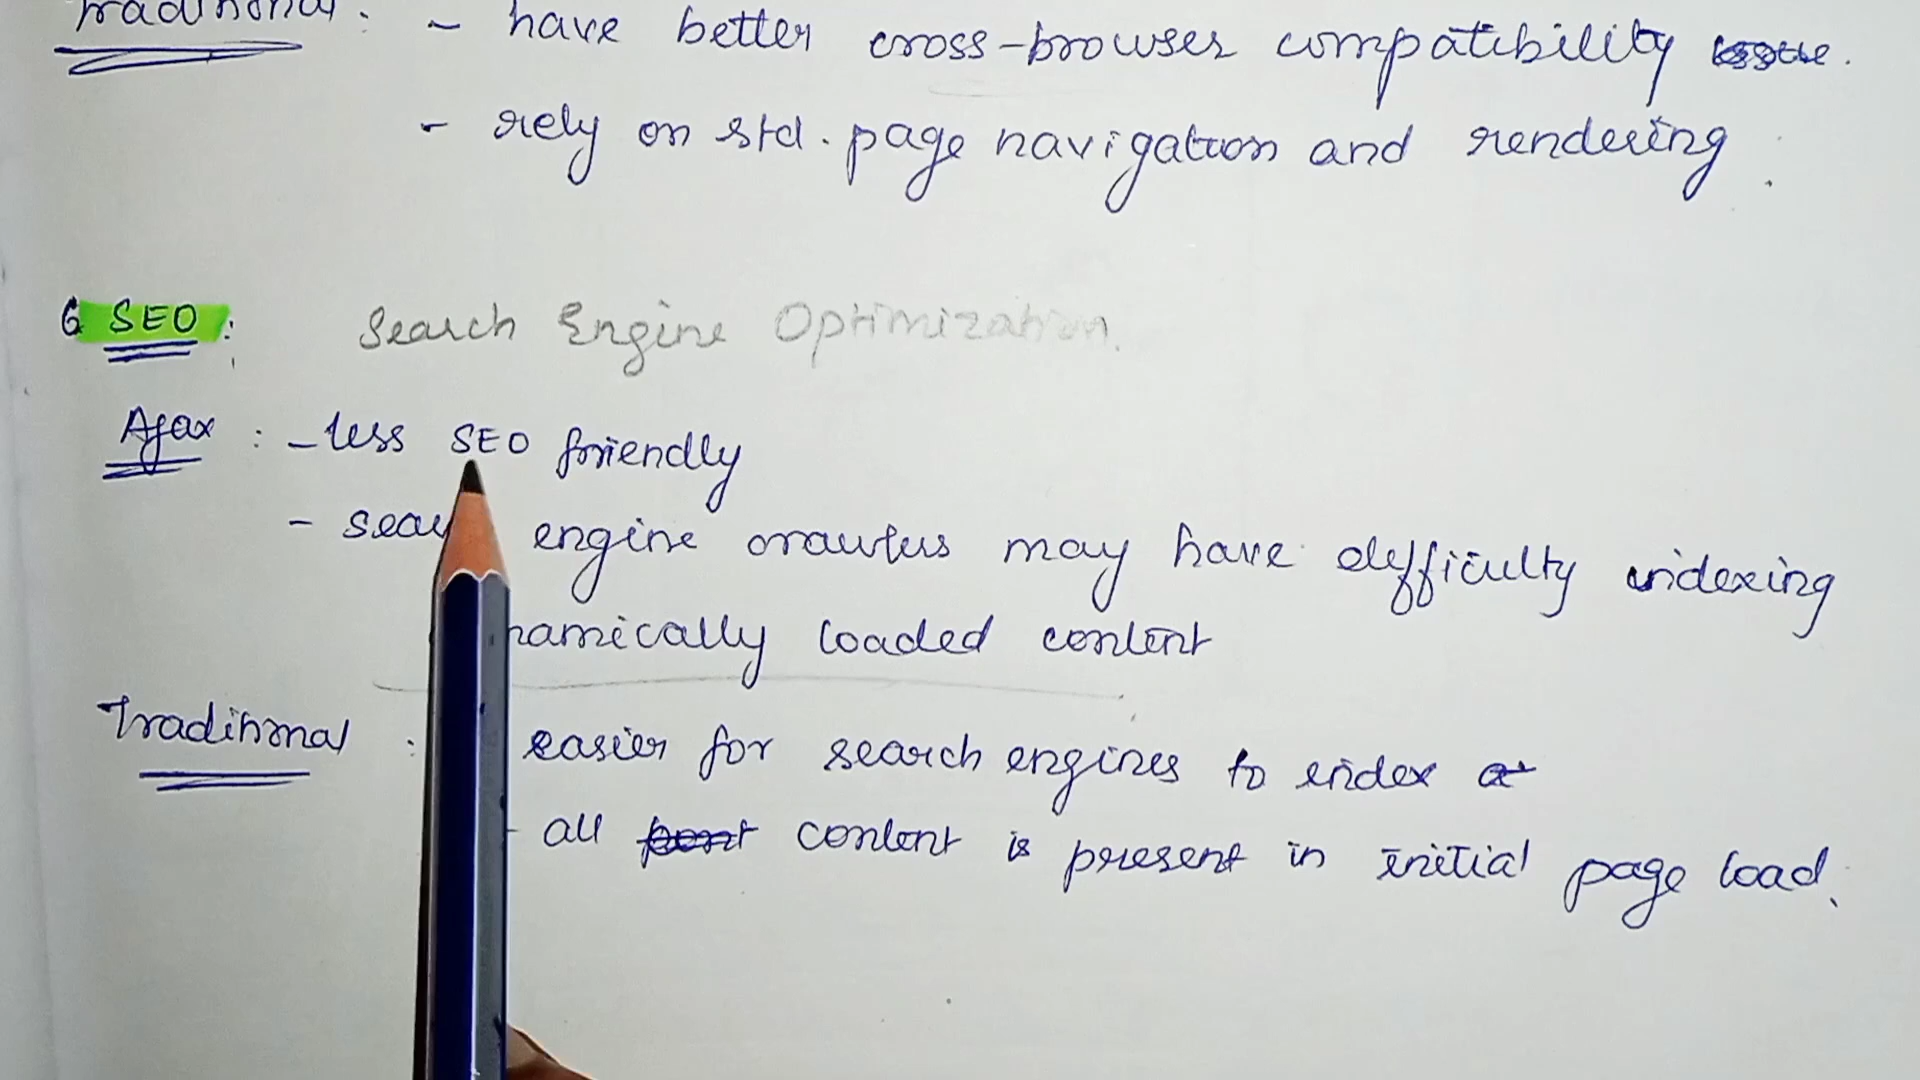 Traditional : - have better cross-browser compatibility
- rely on std. page navigation and rendering.
6 SEO : Search Engine Optimization.
Ajax : - less SEO friendly
- sear engine crawlers may have difficulty indexing
namically loaded content
Traditional : easier for search engines to index
- all content is present in initial page load.